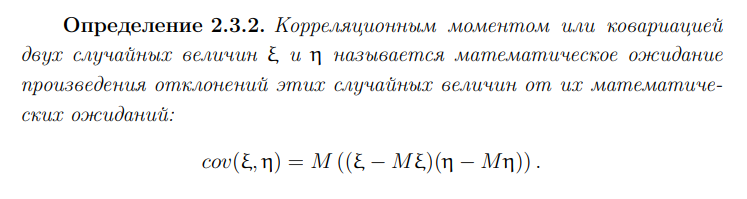 Определение 2.3.2. Корреляционным моментом или ковариацией
двух случайных величин ξ и η называется математическое ожидание
произведения отклонений этих случайных величин от их математиче-
ских ожиданий:
cov(ξ, η) = M ((ξ − Mξ)(η − Mη)) .